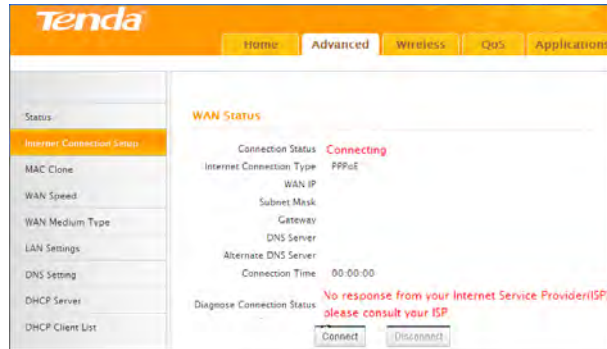 Tenda
Home Advanced Wireless QoS Applications
Status
Internet Connection Setup
MAC Clone
WAN Speed
WAN Medium Type
LAN Settings
DNS Setting
DHCP Server
DHCP Client List
WAN Status
Connection Status Connecting
Internet Connection Type PPPoE
WAN IP
Subnet Mask
Gateway
DNS Server
Alternate DNS Server
Connection Time 00:00:00
Diagnose Connection Status No response from your Internet Service Provider(ISP
please consult your ISP
Connect Disconnect